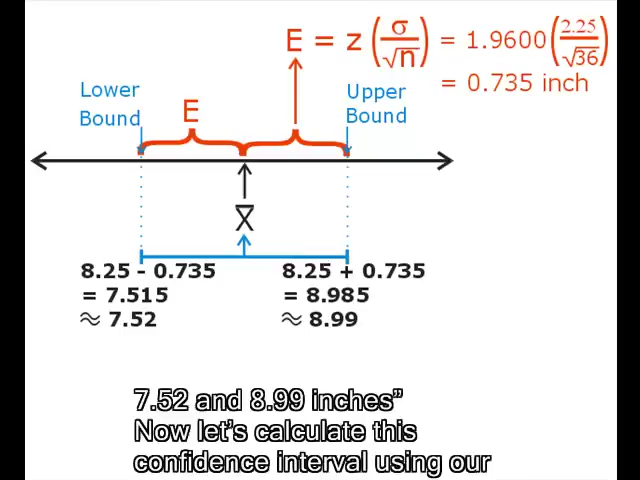 E = z (σ/√n) = 1.9600 (2.25/√36)
= 0.735 inch
Lower
Bound
E
Upper
Bound
X̅
8.25 - 0.735
= 7.515
≈ 7.52
8.25 + 0.735
= 8.985
≈ 8.99
7.52 and 8.99 inches”
Now let’s calculate this
confidence interval using our